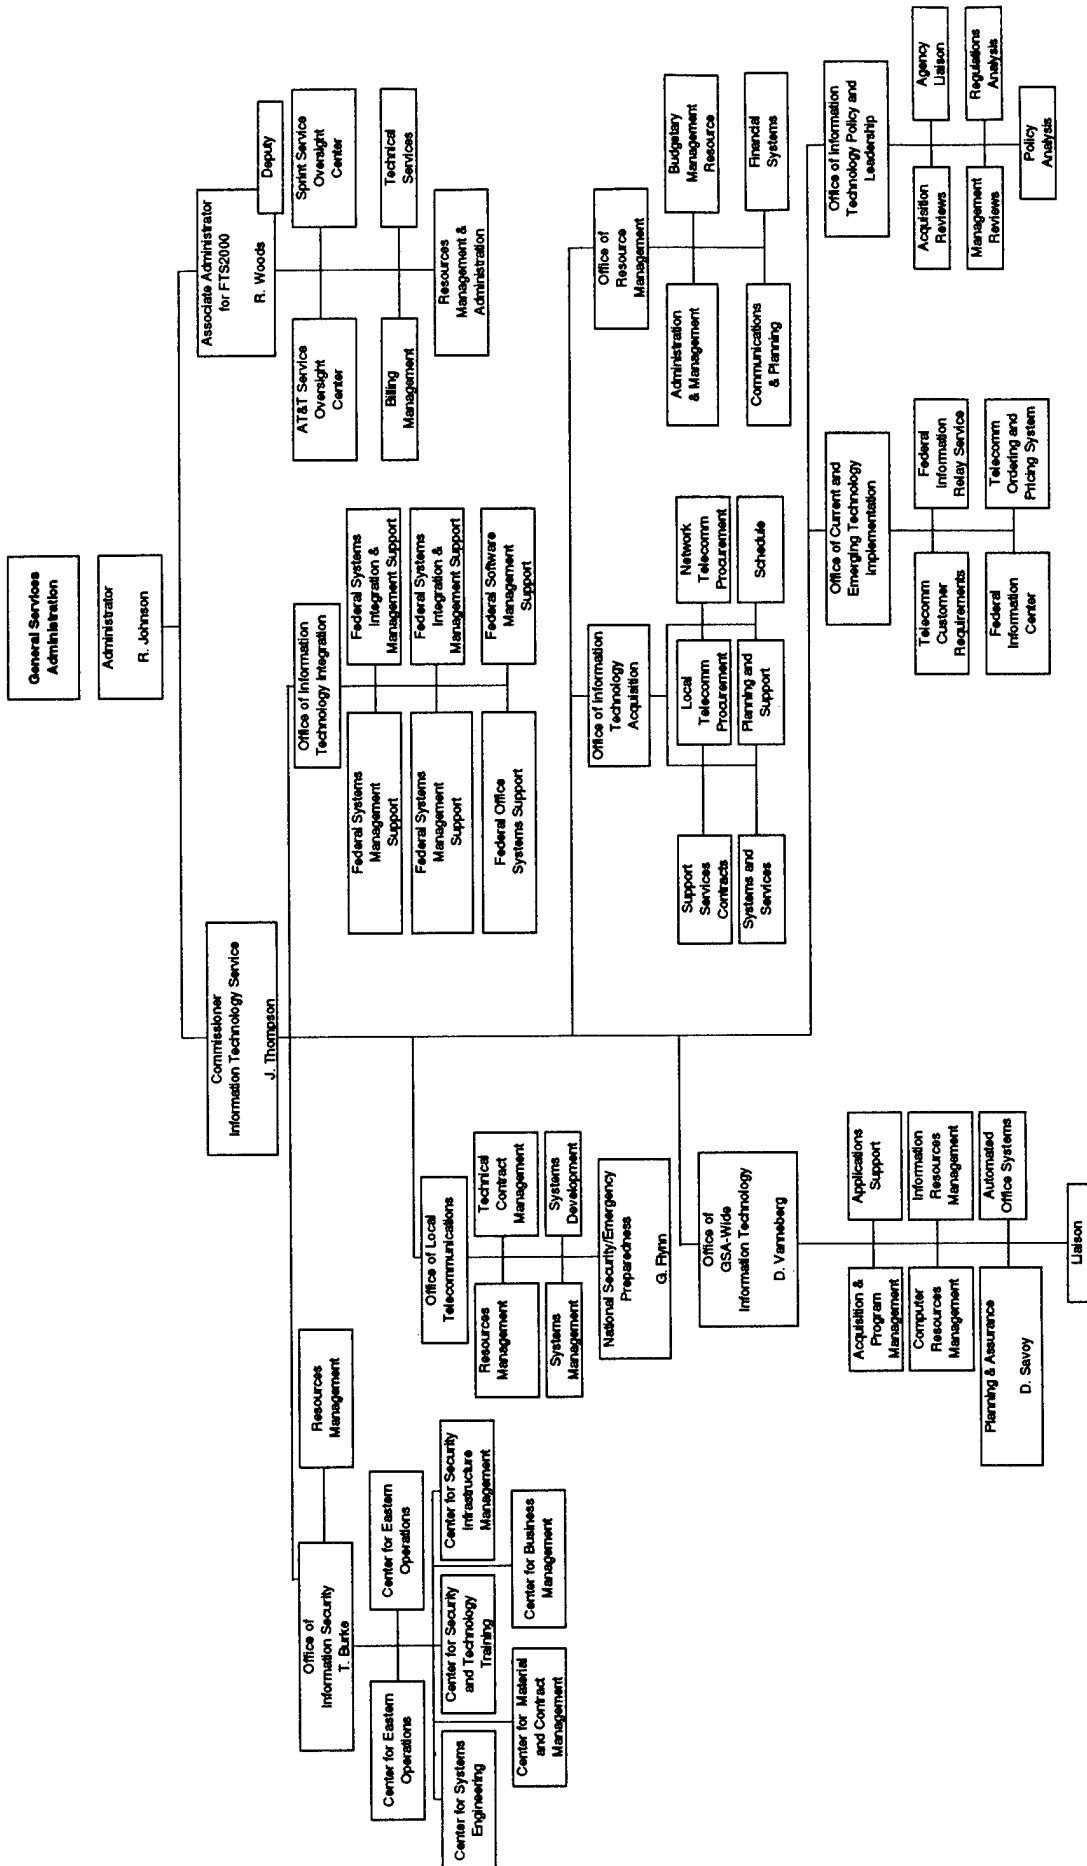 General Services
Administration
Administrator
R. Johnson
Commissioner
Information Technology Service
J. Thompson
Associate Administrator
for FTS2000
R. Woods
Deputy
AT&T Service
Oversight
Center
Sprint Service
Oversight
Center
Billing
Management
Technical
Services
Resources
Management &
Administration
Office of
Information Security
T. Burke
Resources
Management
Center for Eastern
Operations
Center for Eastern
Operations
Center for Systems
Engineering
Center for Security
and Technology
Training
Center for Security
Infrastructure
Management
Center for Material
and Contract
Management
Center for Business
Management
Office of Information
Technology Integration
Federal Systems
Management
Support
Federal Systems
Integration &
Management Support
Federal Systems
Management
Support
Federal Systems
Integration &
Management Support
Federal Office
Systems Support
Federal Software
Management
Support
Office of Local
Telecommunications
Resources
Management
Technical
Contract
Management
Systems
Management
Systems
Development
National Security/Emergency
Preparedness
G. Flynn
Office of Information
Technology
Acquisition
Support
Services
Contracts
Local
Telecomm
Procurement
Network
Telecomm
Procurement
Systems and
Services
Planning and
Support
Schedule
Office of
Resource
Management
Administration
& Management
Budgetary
Management
Resource
Communications
& Planning
Financial
Systems
Office of
GSA-Wide
Information Technology
D. Vanneberg
Acquisition &
Program
Management
Applications
Support
Computer
Resources
Management
Information
Resources
Management
Planning & Assurance
D. Savoy
Automated
Office Systems
Liaison
Office of Current and
Emerging Technology
Implementation
Telecomm
Customer
Requirements
Federal
Information
Relay Service
Federal
Information
Center
Telecomm
Ordering and
Pricing System
Office of Information
Technology Policy and
Leadership
Acquisition
Reviews
Agency
Liaison
Management
Reviews
Regulations
Analysis
Policy
Analysis